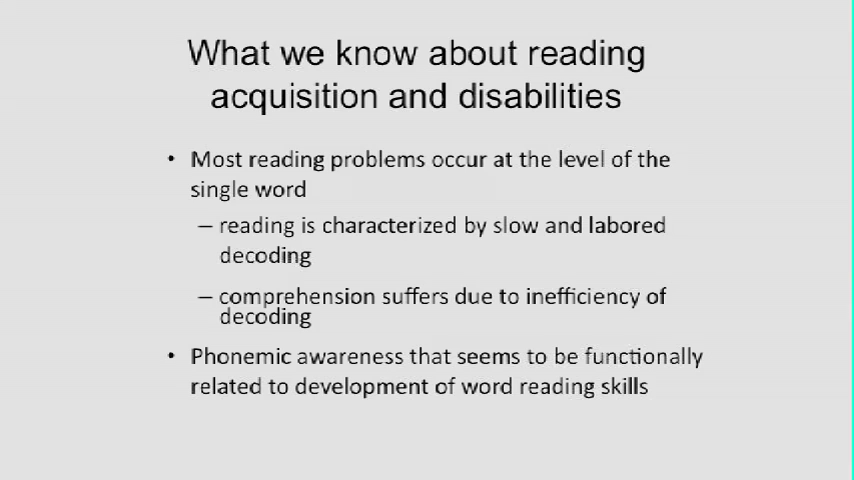 What we know about reading
acquisition and disabilities
• Most reading problems occur at the level of the
single word
– reading is characterized by slow and labored
decoding
– comprehension suffers due to inefficiency of
decoding
• Phonemic awareness that seems to be functionally
related to development of word reading skills